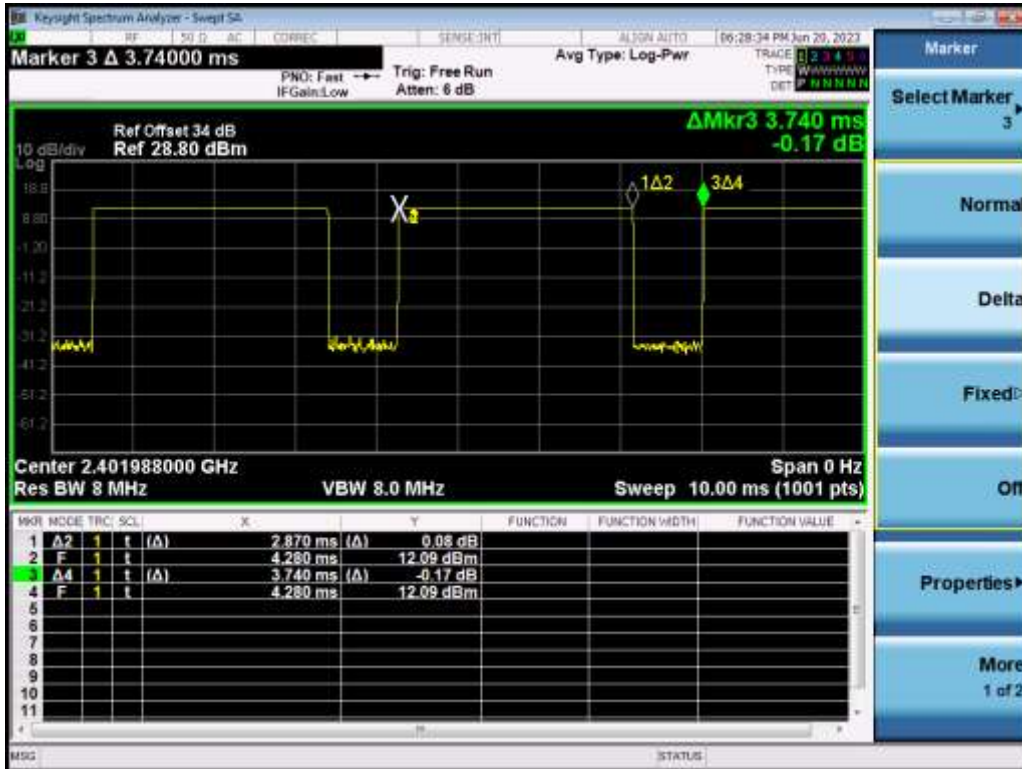 Keysight Spectrum Analyzer - Swept SA
RF 50 Ω AC CORREC SENSE:INT ALIGN AUTO 06:28:34 PM Jun 20, 2023
Marker 3 Δ 3.74000 ms
PNO: Fast
IFGain:Low
Trig: Free Run
Atten: 6 dB
Avg Type: Log-Pwr
TRACE 1 2 3 4 5 6
TYPE W
DET P N N N N N
Marker
Select Marker
3
Normal
Delta
Fixed
Off
Properties
More
1 of 2
10 dB/div
Log
Ref Offset 34 dB
Ref 28.80 dBm
ΔMkr3 3.740 ms
-0.17 dB
18.8
8.80
-1.20
-11.2
-21.2
-31.2
-41.2
-51.2
-61.2
X
1Δ2
3Δ4
Center 2.401988000 GHz
Span 0 Hz
Res BW 8 MHz
VBW 8.0 MHz
Sweep 10.00 ms (1001 pts)
MKR MODE TRC SCL X Y FUNCTION FUNCTION WIDTH FUNCTION VALUE
1 Δ2 1 t (Δ) 2.870 ms (Δ) 0.08 dB
2 F 1 t 4.280 ms 12.09 dBm
3 Δ4 1 t (Δ) 3.740 ms (Δ) -0.17 dB
4 F 1 t 4.280 ms 12.09 dBm
5
6
7
8
9
10
11
MSG
STATUS